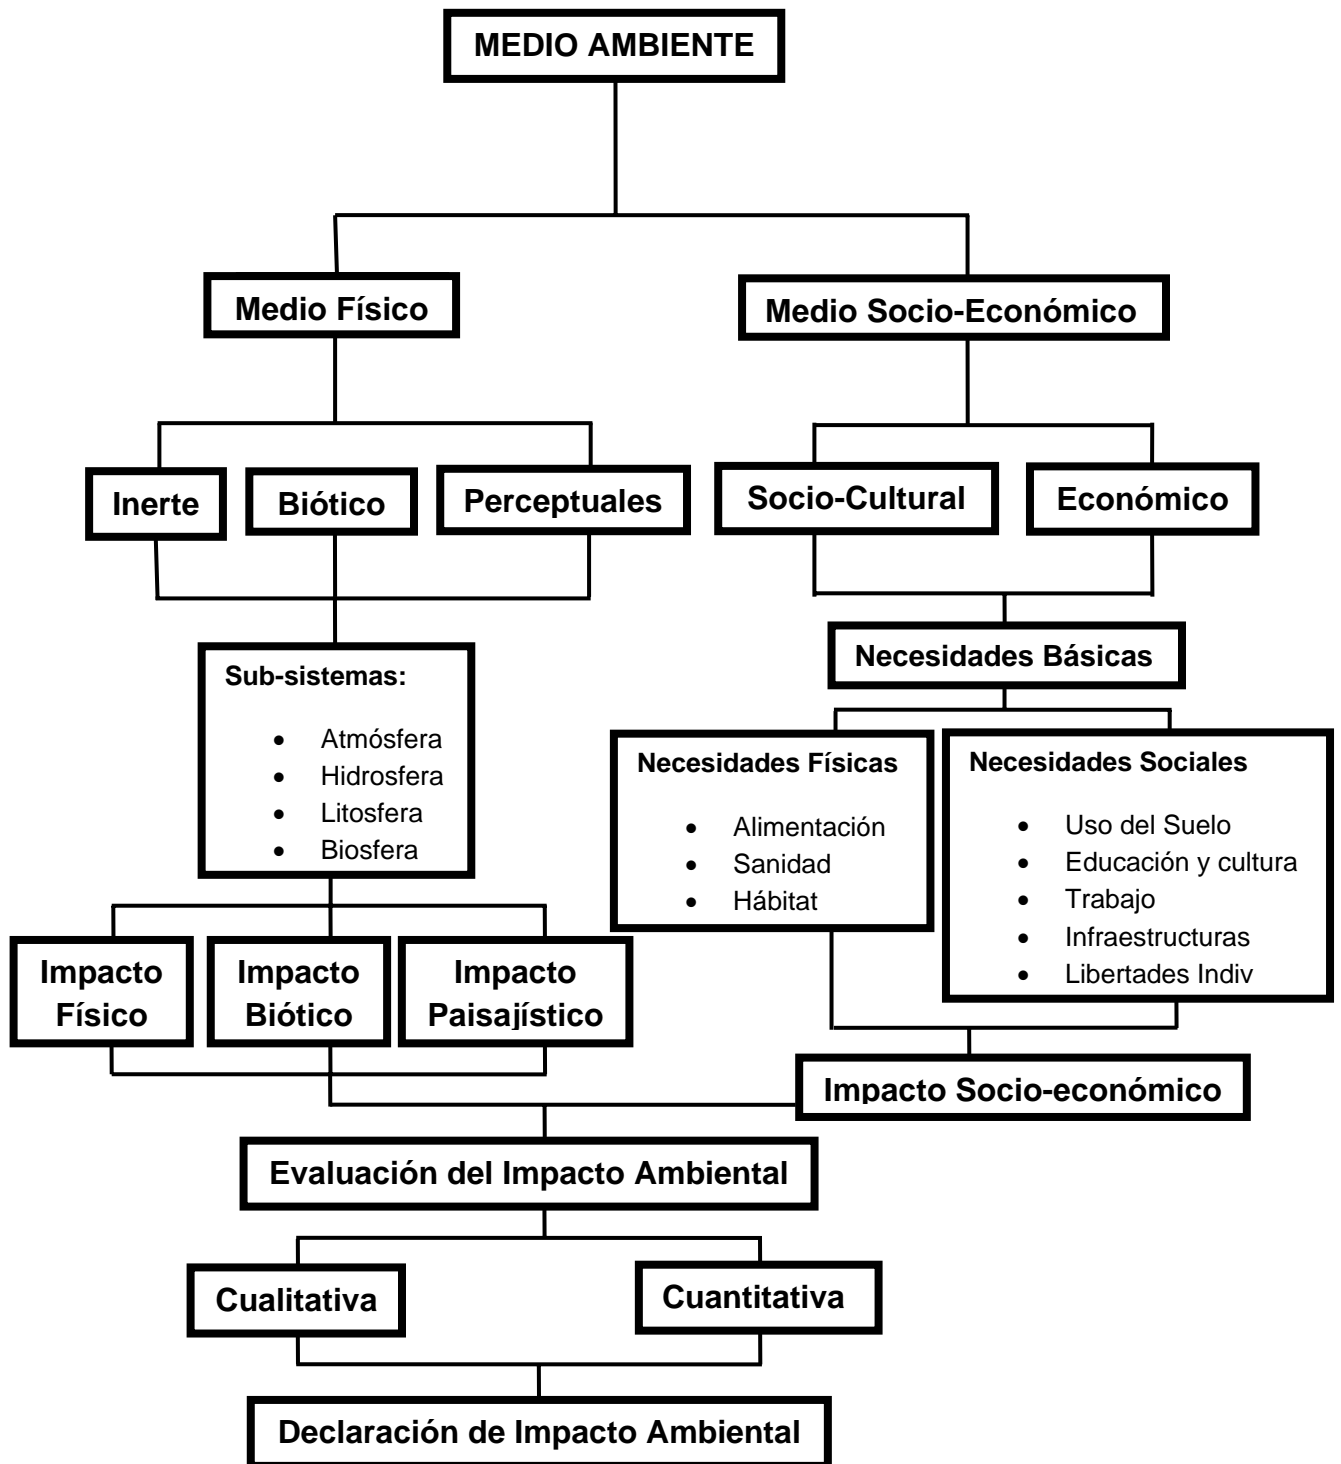 MEDIO AMBIENTE
Medio Físico
Medio Socio-Económico
Inerte
Biótico
Perceptuales
Socio-Cultural
Económico
Necesidades Básicas
Sub-sistemas:
• Atmósfera
• Hidrosfera
• Litosfera
• Biosfera
Necesidades Físicas
• Alimentación
• Sanidad
• Hábitat
Necesidades Sociales
• Uso del Suelo
• Educación y cultura
• Trabajo
• Infraestructuras
• Libertades Indiv
Impacto
Físico
Impacto
Biótico
Impacto
Paisajístico
Impacto Socio-económico
Evaluación del Impacto Ambiental
Cualitativa
Cuantitativa
Declaración de Impacto Ambiental